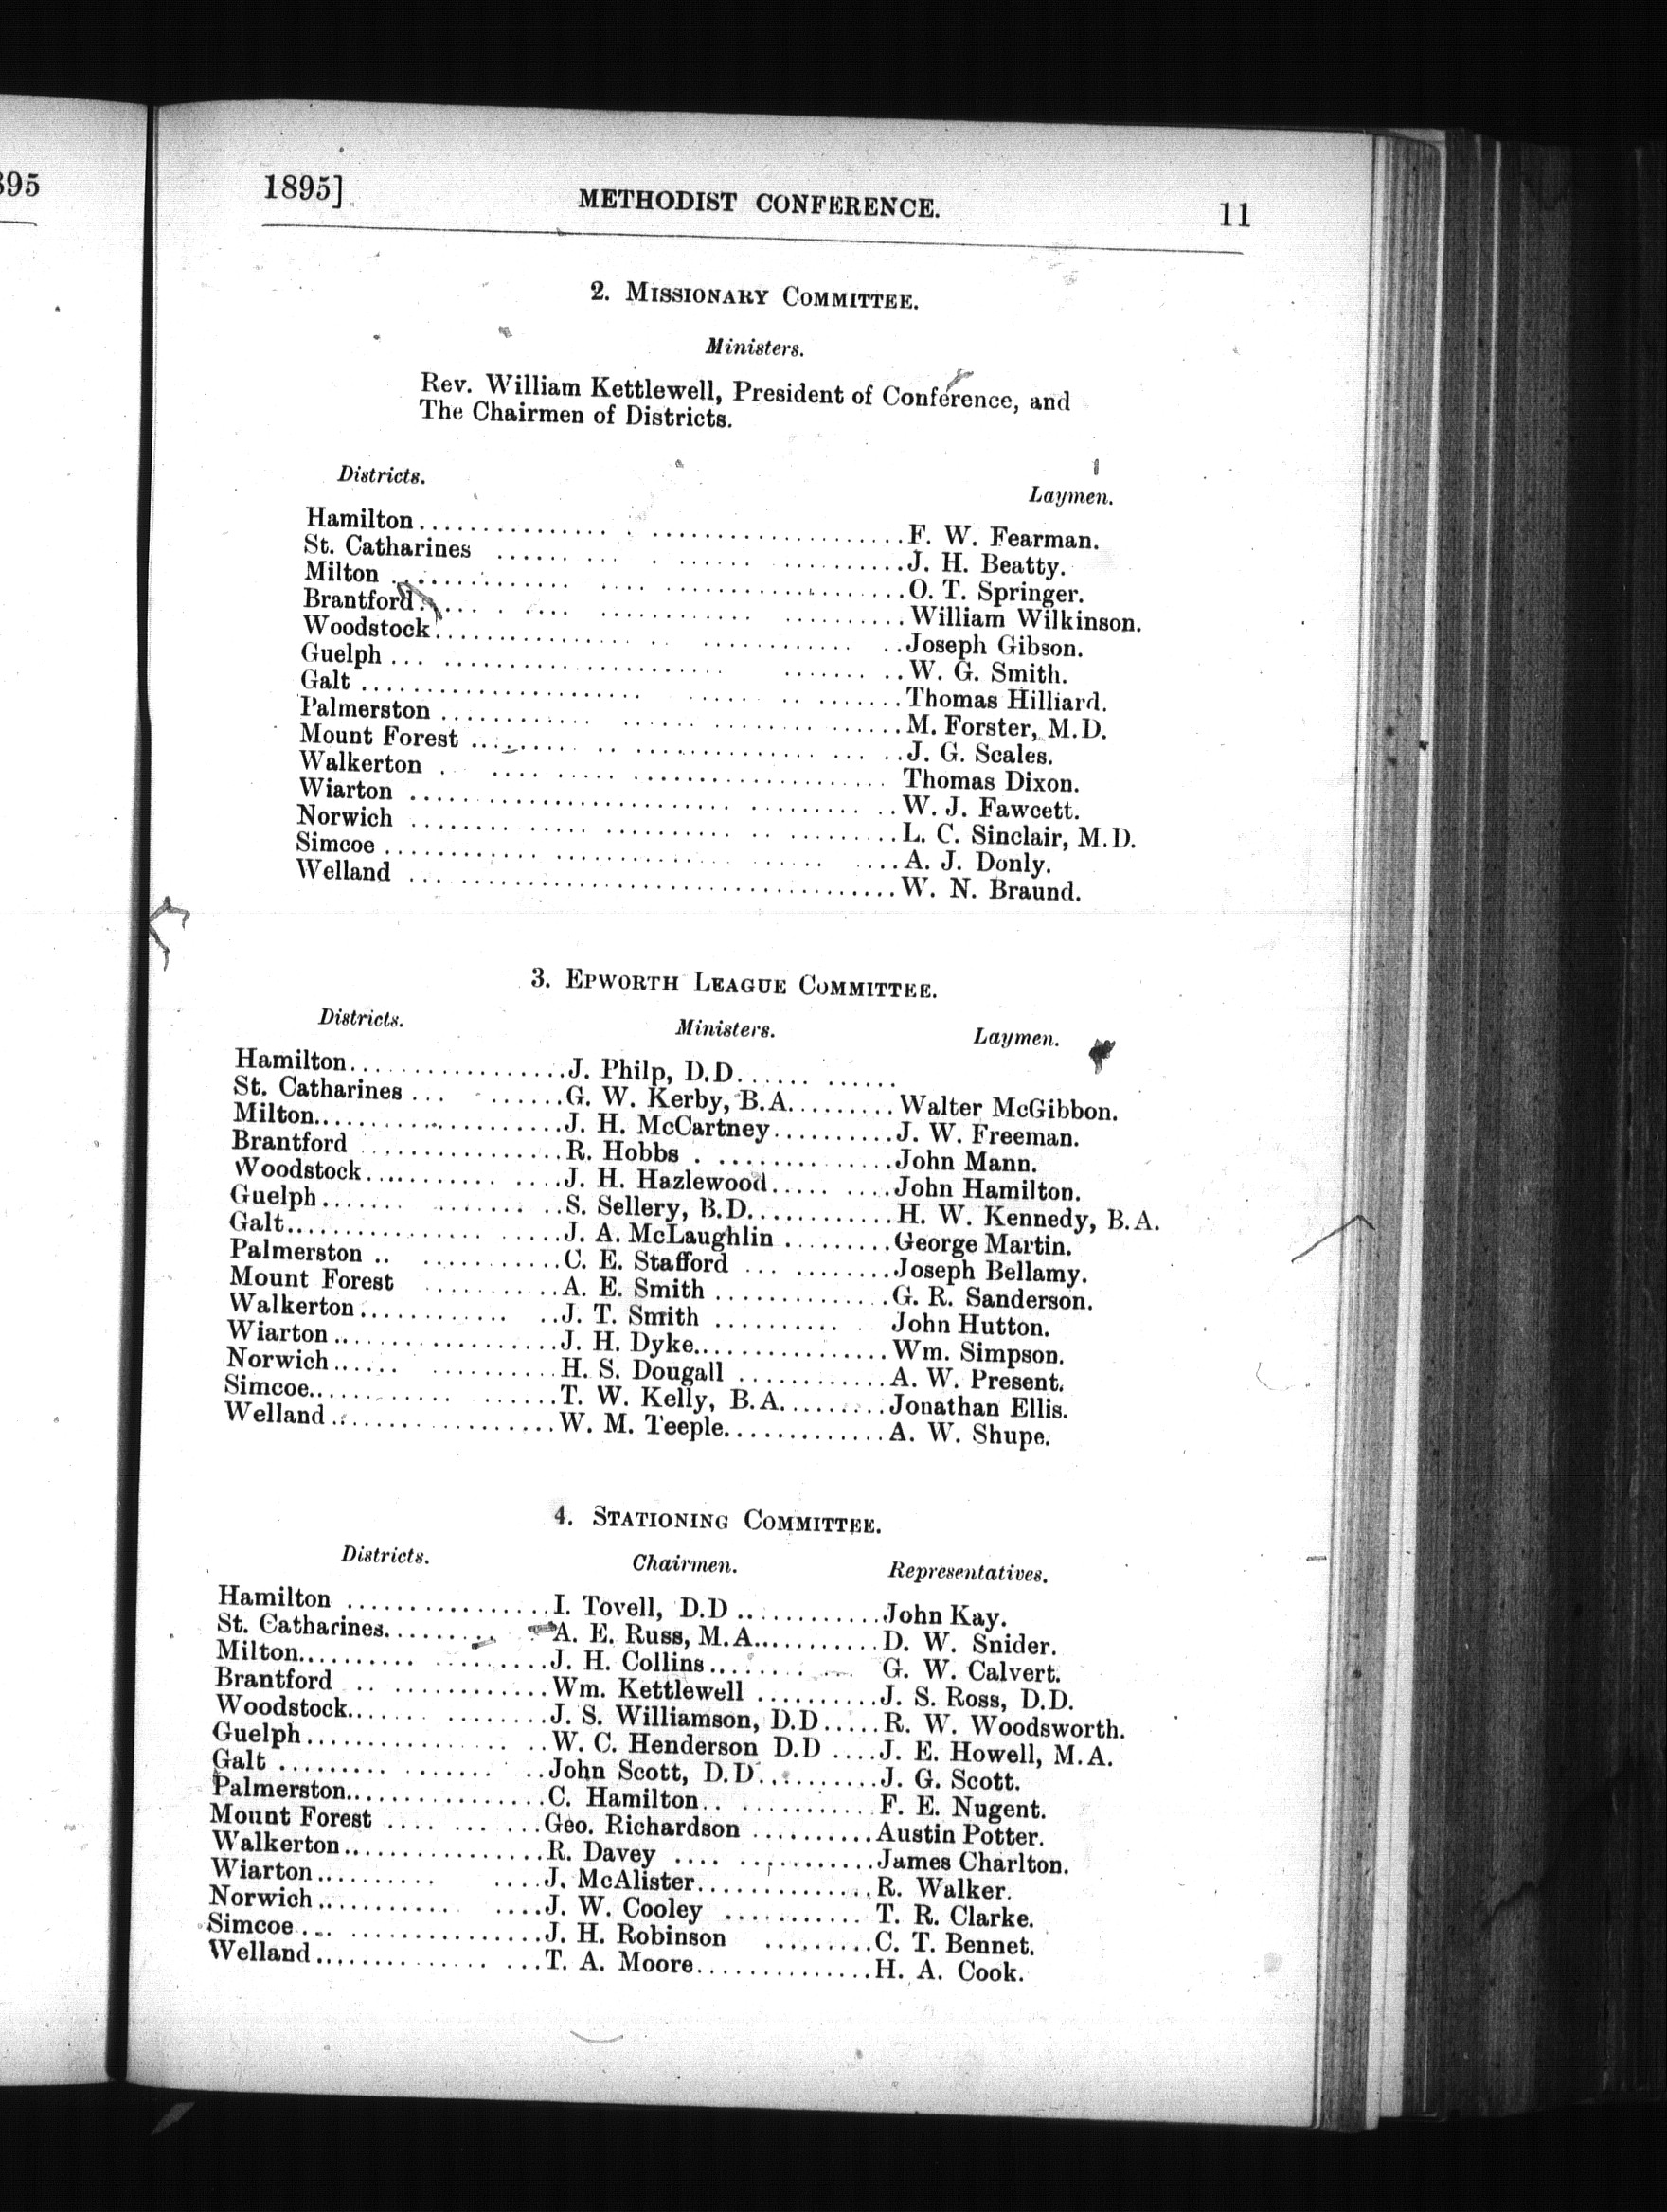 395
1895] METHODIST CONFERENCE. 11
2. MISSIONARY COMMITTEE.
Ministers.
Rev. William Kettlewell, President of Conference, and
The Chairmen of Districts.
Districts. Laymen.
Hamilton........................F. W. Fearman.
St. Catharines ........................J. H. Beatty.
Milton ........................O. T. Springer.
Brantford........................William Wilkinson.
Woodstock........................Joseph Gibson.
Guelph ........................W. G. Smith.
Galt ........................Thomas Hilliard.
Palmerston ........................M. Forster, M.D.
Mount Forest ........................J. G. Scales.
Walkerton ........................Thomas Dixon.
Wiarton ........................W. J. Fawcett.
Norwich ........................L. C. Sinclair, M.D.
Simcoe ........................A. J. Donly.
Welland ........................W. N. Braund.
3. EPWORTH LEAGUE COMMITTEE.
Districts. Ministers. Laymen.
Hamilton............J. Philp, D.D............
St. Catharines ............G. W. Kerby, B.A.........Walter McGibbon.
Milton............J. H. McCartney..........J. W. Freeman.
Brantford ............R. Hobbs ............John Mann.
Woodstock............J. H. Hazlewood.........John Hamilton.
Guelph............S. Sellery, B.D............H. W. Kennedy, B.A.
Galt............J. A. McLaughlin .........George Martin.
Palmerston ............C. E. Stafford ............Joseph Bellamy.
Mount Forest ............A. E. Smith ............G. R. Sanderson.
Walkerton............J. T. Smith ............John Hutton.
Wiarton ............J. H. Dyke............Wm. Simpson.
Norwich............H. S. Dougall ............A. W. Present.
Simcoe............T. W. Kelly, B.A.........Jonathan Ellis.
Welland ............W. M. Teeple............A. W. Shupe.
4. STATIONING COMMITTEE.
Districts. Chairmen. Representatives.
Hamilton ............I. Tovell, D.D ............John Kay.
St. Catharines............A. E. Russ, M.A...........D. W. Snider.
Milton............J. H. Collins............G. W. Calvert.
Brantford ............Wm. Kettlewell ..........J. S. Ross, D.D.
Woodstock............J. S. Williamson, D.D.....R. W. Woodsworth.
Guelph............W. C. Henderson D.D ....J. E. Howell, M.A.
Galt ............John Scott, D.D............J. G. Scott.
Palmerston............C. Hamilton............F. E. Nugent.
Mount Forest ............Geo. Richardson ..........Austin Potter.
Walkerton............R. Davey ............James Charlton.
Wiarton............J. McAlister............R. Walker.
Norwich............J. W. Cooley ............T. R. Clarke.
Simcoe............J. H. Robinson .........C. T. Bennet.
Welland............T. A. Moore............H. A. Cook.